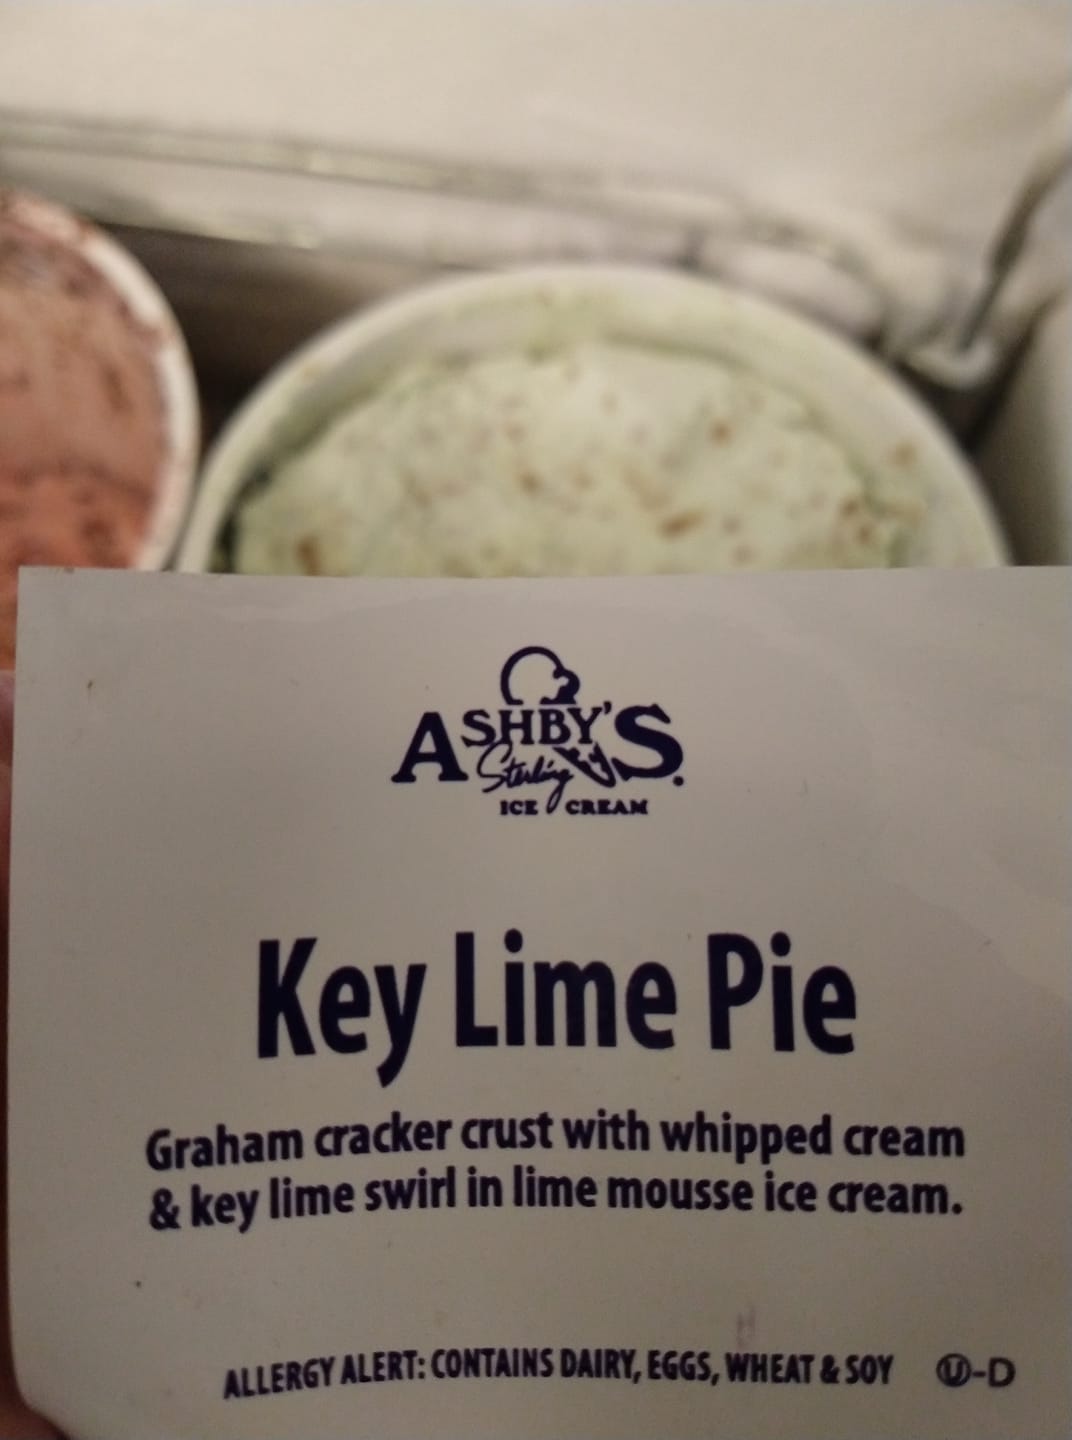 ASHBY'S
Sterling
ICE CREAM
Key Lime Pie
Graham cracker crust with whipped cream
& key lime swirl in lime mousse ice cream.
ALLERGY ALERT: CONTAINS DAIRY, EGGS, WHEAT & SOY Ⓤ-D